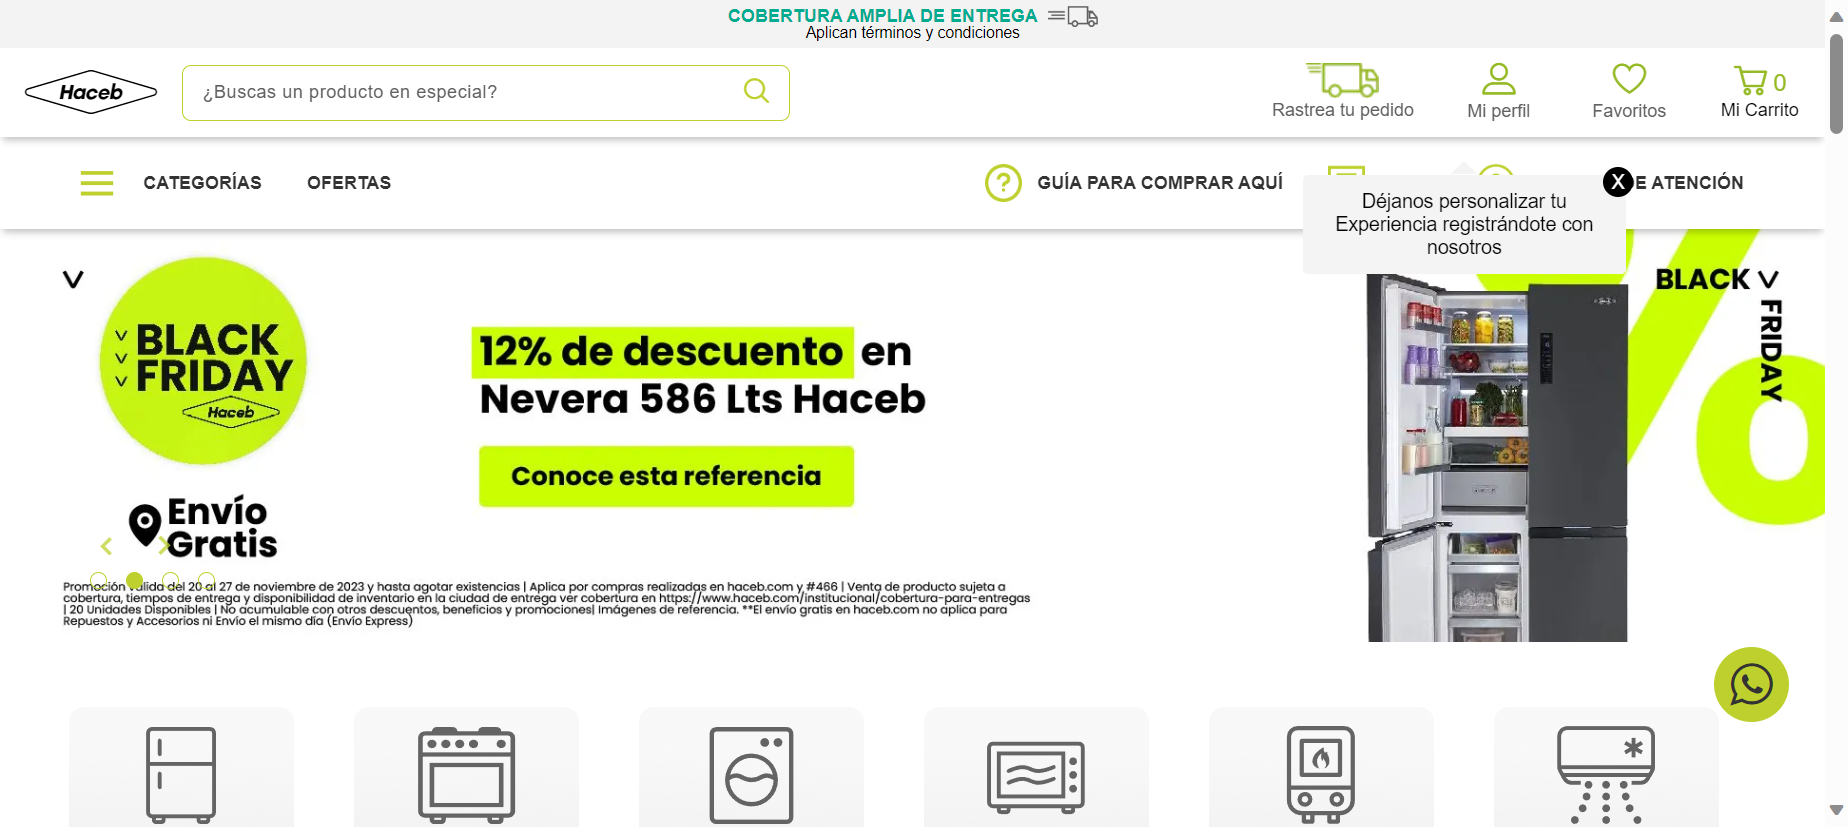 COBERTURA AMPLIA DE ENTREGA
Aplican términos y condiciones
Haceb
¿Buscas un producto en especial?
Rastrea tu pedido
Mi perfil
Favoritos
0
Mi Carrito
CATEGORÍAS
OFERTAS
GUÍA PARA COMPRAR AQUÍ
X
E ATENCIÓN
Déjanos personalizar tu
Experiencia registrándote con
nosotros
BLACK
FRIDAY
Haceb
12% de descuento en
Nevera 586 Lts Haceb
Conoce esta referencia
BLACK
FRIDAY
Envío
Gratis
Promoción válida del 20 al 27 de noviembre de 2023 y hasta agotar existencias | Aplica por compras realizadas en haceb.com y #466 | Venta de producto sujeta a
cobertura, tiempos de entrega y disponibilidad de inventario en la ciudad de entrega ver cobertura en https://www.haceb.com/institucional/cobertura-para-entregas
| 20 Unidades Disponibles | No acumulable con otros descuentos, beneficios y promociones| Imágenes de referencia. **El envío gratis en haceb.com no aplica para
Repuestos y Accesorios ni Envío el mismo día (Envío Express)